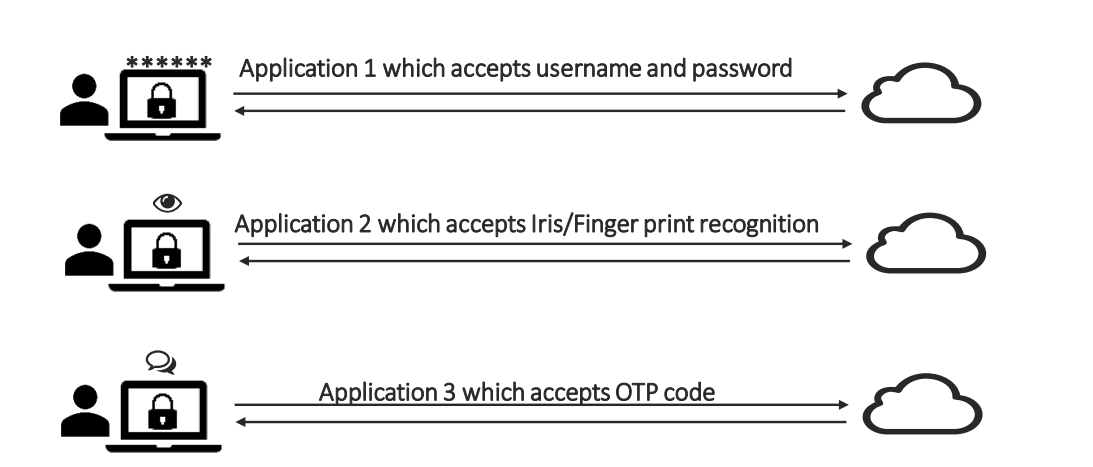 ******
Application 1 which accepts username and password
Application 2 which accepts Iris/Finger print recognition
Application 3 which accepts OTP code